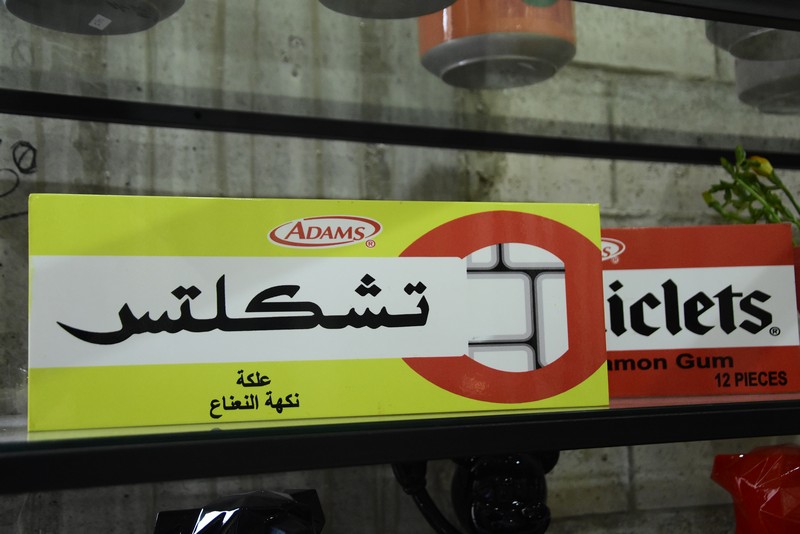 ADAMS®
تشكلتس
علكة
نكهة النعناع
iclets®
mon Gum
12 PIECES